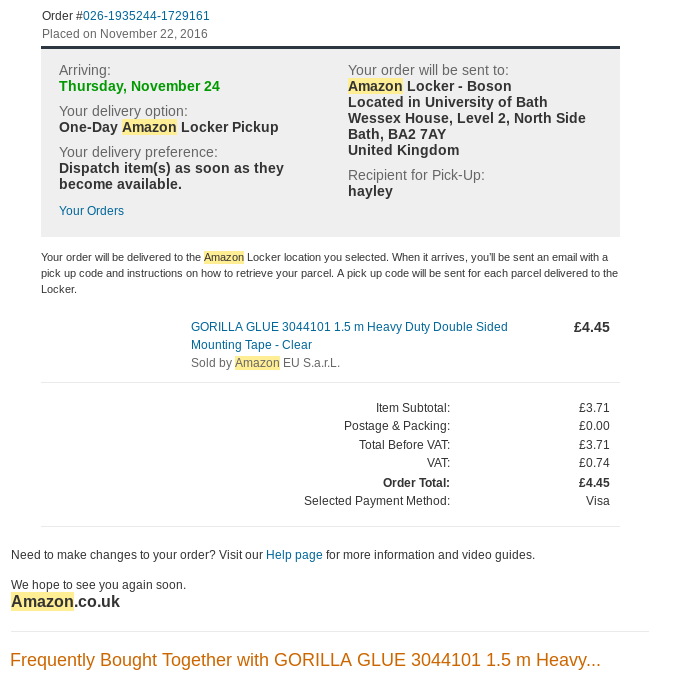 Order #026-1935244-1729161
Placed on November 22, 2016
Arriving:
Thursday, November 24
Your delivery option:
One-Day Amazon Locker Pickup
Your delivery preference:
Dispatch item(s) as soon as they
become available.
Your Orders
Your order will be sent to:
Amazon Locker - Boson
Located in University of Bath
Wessex House, Level 2, North Side
Bath, BA2 7AY
United Kingdom
Recipient for Pick-Up:
hayley
Your order will be delivered to the Amazon Locker location you selected. When it arrives, you'll be sent an email with a
pick up code and instructions on how to retrieve your parcel. A pick up code will be sent for each parcel delivered to the
Locker.
GORILLA GLUE 3044101 1.5 m Heavy Duty Double Sided £4.45
Mounting Tape - Clear
Sold by Amazon EU S.a.r.L.
Item Subtotal: £3.71
Postage & Packing: £0.00
Total Before VAT: £3.71
VAT: £0.74
Order Total: £4.45
Selected Payment Method: Visa
Need to make changes to your order? Visit our Help page for more information and video guides.
We hope to see you again soon.
Amazon.co.uk
Frequently Bought Together with GORILLA GLUE 3044101 1.5 m Heavy...